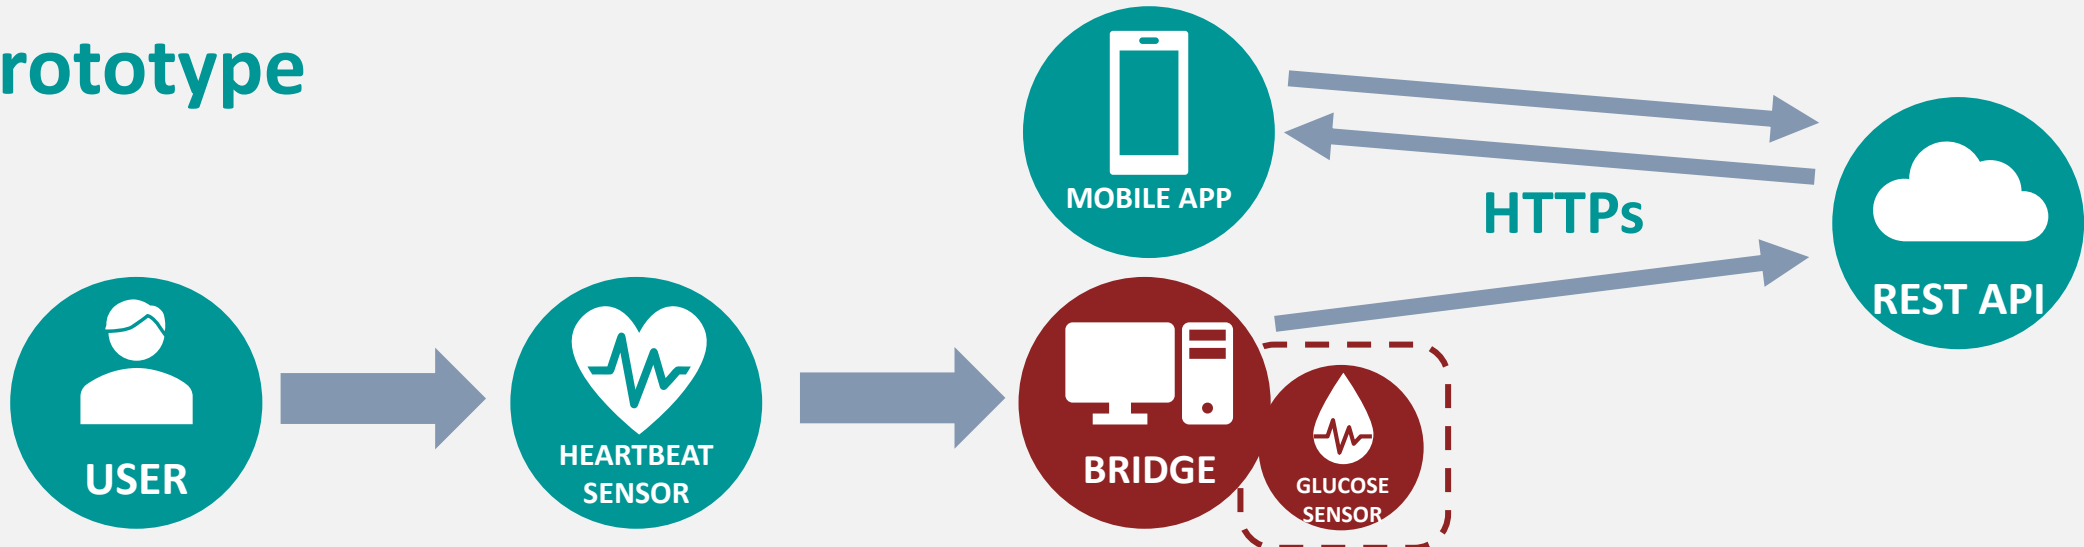 rototype
MOBILE APP
HTTPs
REST API
USER
HEARTBEAT
SENSOR
BRIDGE
GLUCOSE
SENSOR